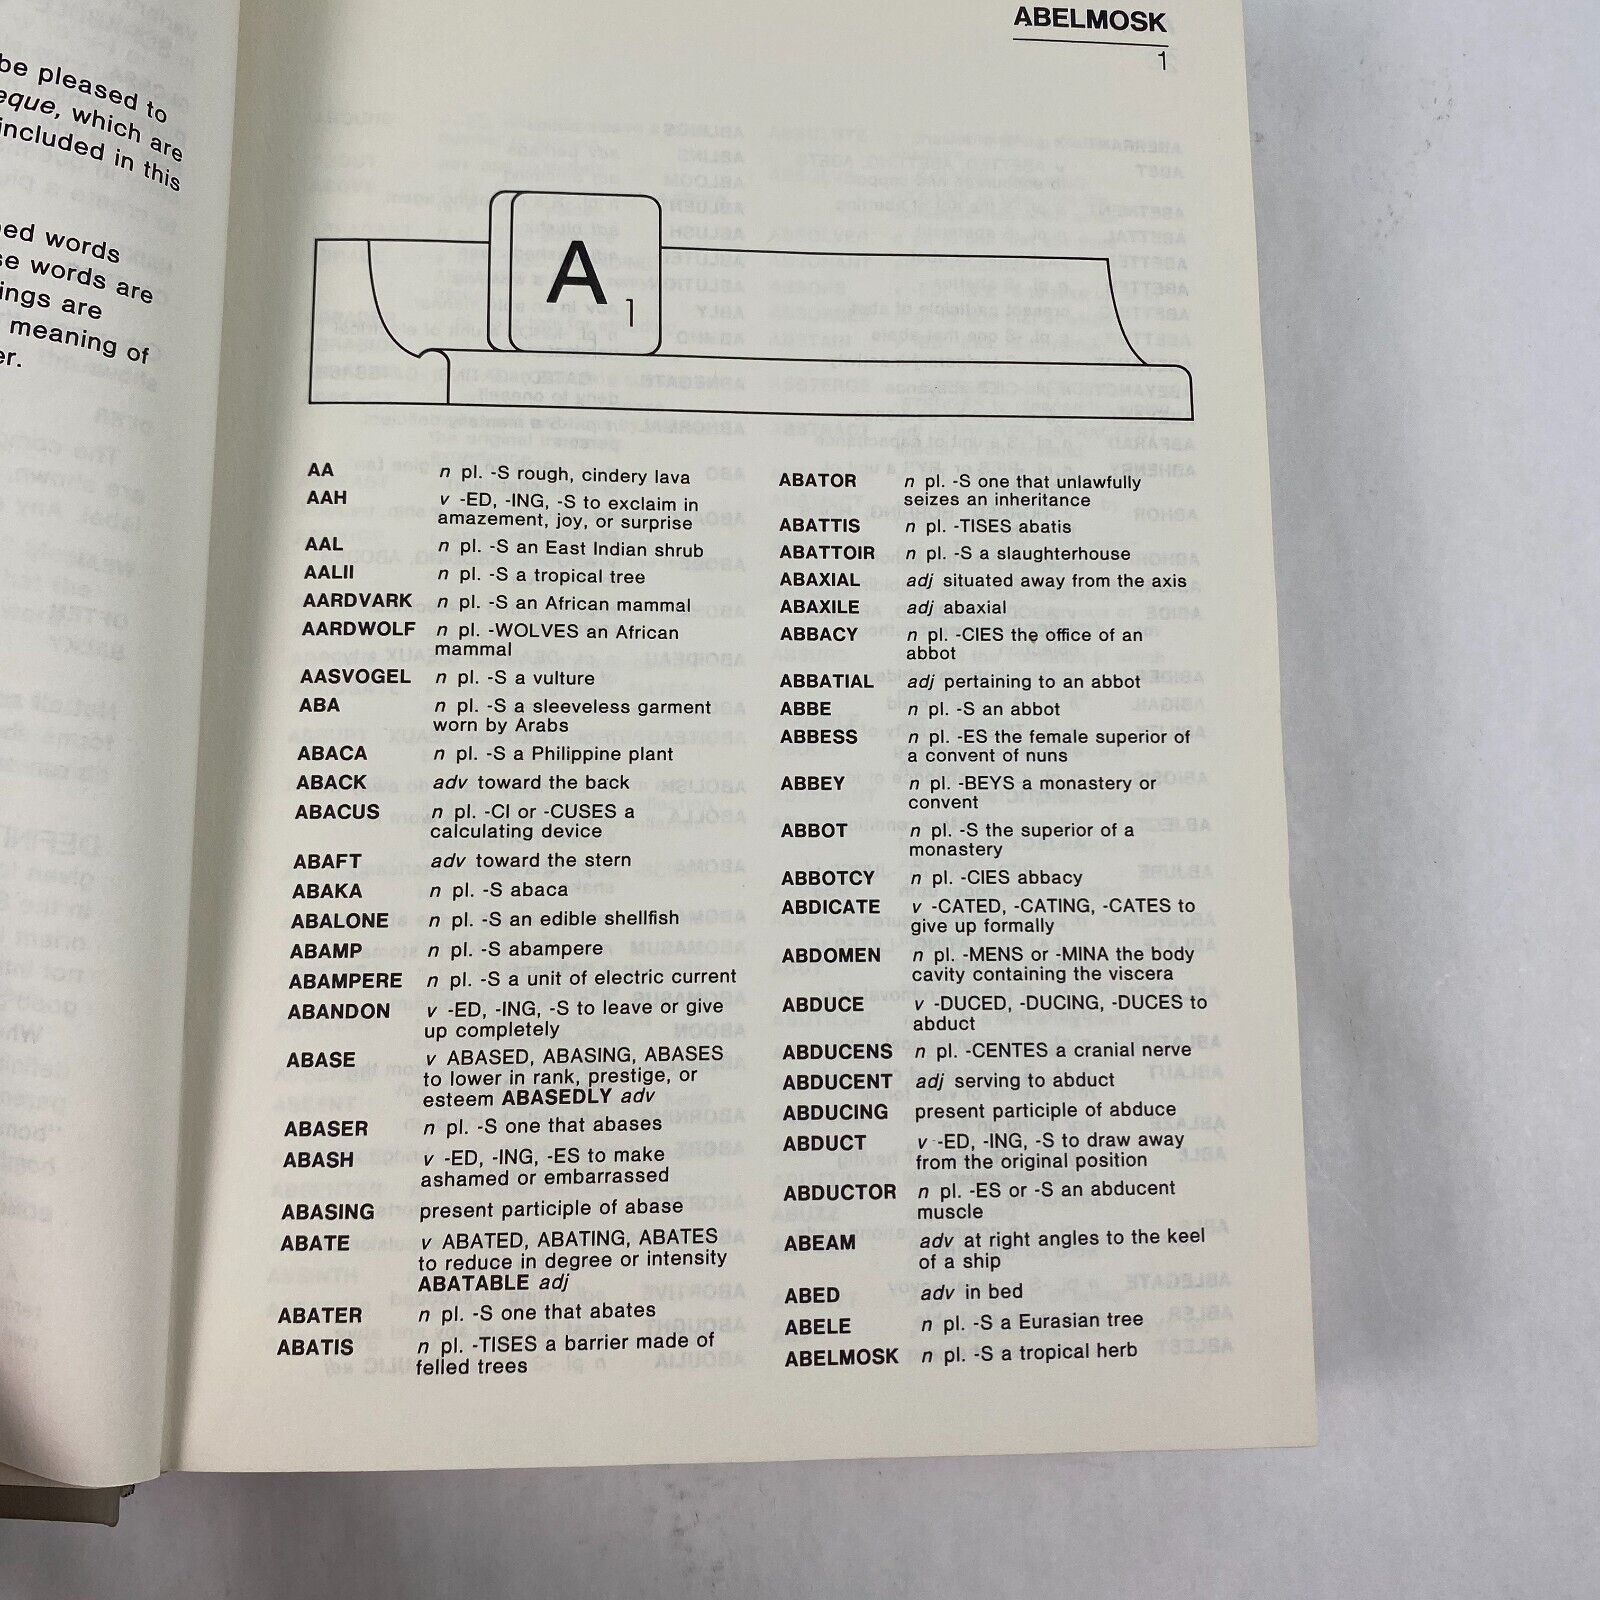 be pleased to
eque, which are
included in this
ed words
se words are
ings are
meaning of
er.
ABELMOSK
1
A
1
AA n pl. -S rough, cindery lava
AAH v -ED, -ING, -S to exclaim in
amazement, joy, or surprise
AAL n pl. -S an East Indian shrub
AALII n pl. -S a tropical tree
AARDVARK n pl. -S an African mammal
AARDWOLF n pl. -WOLVES an African
mammal
AASVOGEL n pl. -S a vulture
ABA n pl. -S a sleeveless garment
worn by Arabs
ABACA n pl. -S a Philippine plant
ABACK adv toward the back
ABACUS n pl. -CI or -CUSES a
calculating device
ABAFT adv toward the stern
ABAKA n pl. -S abaca
ABALONE n pl. -S an edible shellfish
ABAMP n pl. -S abampere
ABAMPERE n pl. -S a unit of electric current
ABANDON v -ED, -ING, -S to leave or give
up completely
ABASE v ABASED, ABASING, ABASES
to lower in rank, prestige, or
esteem ABASEDLY adv
ABASER n pl. -S one that abases
ABASH v -ED, -ING, -ES to make
ashamed or embarrassed
ABASING present participle of abase
ABATE v ABATED, ABATING, ABATES
to reduce in degree or intensity
ABATABLE adj
ABATER n pl. -S one that abates
ABATIS n pl. -TISES a barrier made of
felled trees
ABATOR n pl. -S one that unlawfully
seizes an inheritance
ABATTIS n pl. -TISES abatis
ABATTOIR n pl. -S a slaughterhouse
ABAXIAL adj situated away from the axis
ABAXILE adj abaxial
ABBACY n pl. -CIES the office of an
abbot
ABBATIAL adj pertaining to an abbot
ABBE n pl. -S an abbot
ABBESS n pl. -ES the female superior of
a convent of nuns
ABBEY n pl. -BEYS a monastery or
convent
ABBOT n pl. -S the superior of a
monastery
ABBOTCY n pl. -CIES abbacy
ABDICATE v -CATED, -CATING, -CATES to
give up formally
ABDOMEN n pl. -MENS or -MINA the body
cavity containing the viscera
ABDUCE v -DUCED, -DUCING, -DUCES to
abduct
ABDUCENS n pl. -CENTES a cranial nerve
ABDUCENT adj serving to abduct
ABDUCING present participle of abduce
ABDUCT v -ED, -ING, -S to draw away
from the original position
ABDUCTOR n pl. -ES or -S an abducent
muscle
ABEAM adv at right angles to the keel
of a ship
ABED adv in bed
ABELE n pl. -S a Eurasian tree
ABELMOSK n pl. -S a tropical herb